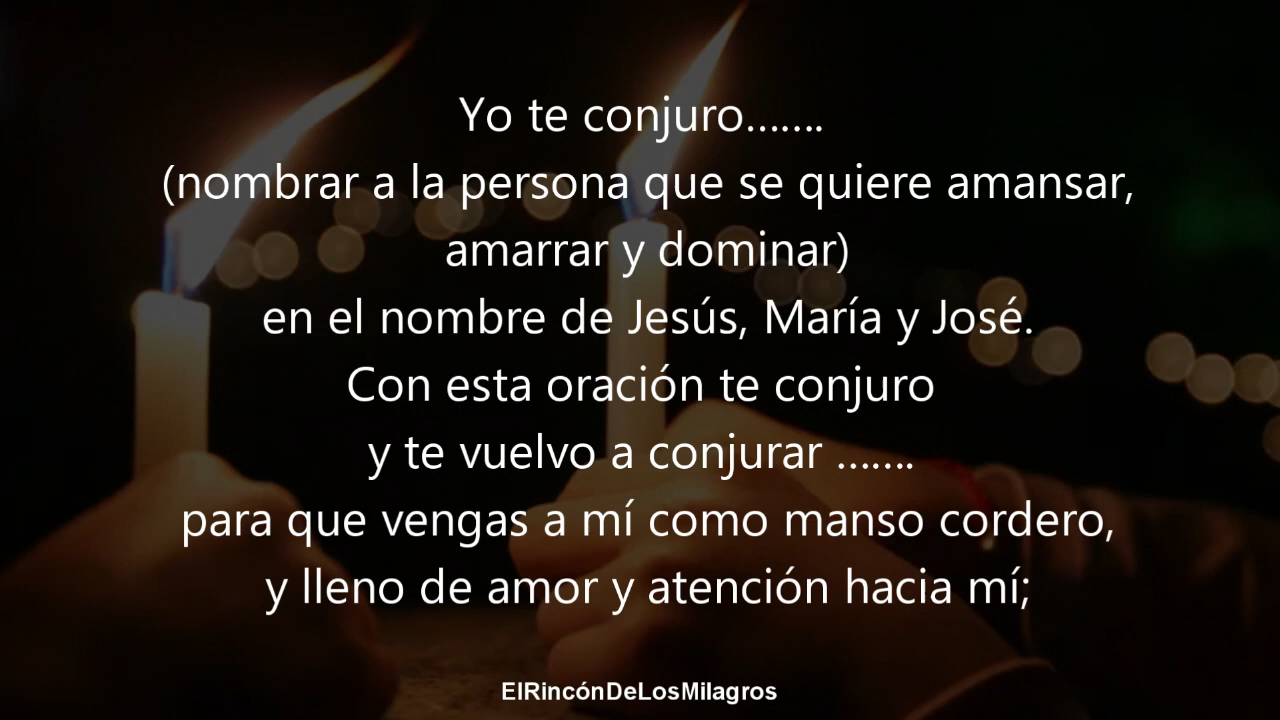 Yo te conjuro.......
(nombrar a la persona que se quiere amansar,
amarrar y dominar)
en el nombre de Jesús, María y José.
Con esta oración te conjuro
y te vuelvo a conjurar .......
para que vengas a mí como manso cordero,
y lleno de amor y atención hacia mí;
ElRincónDeLosMilagros